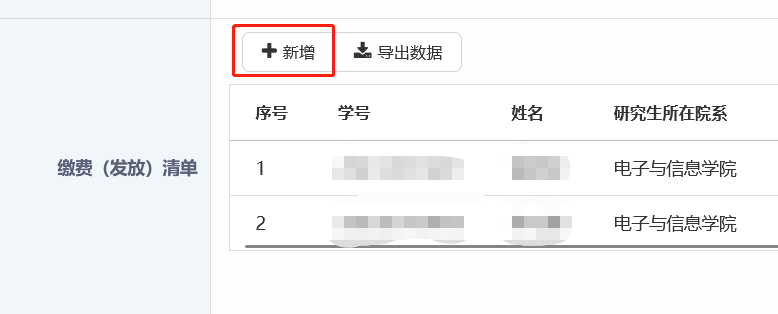 新增 导出数据
序号 学号 姓名 研究生所在院系
缴费（发放）清单
1 电子与信息学院
2 电子与信息学院